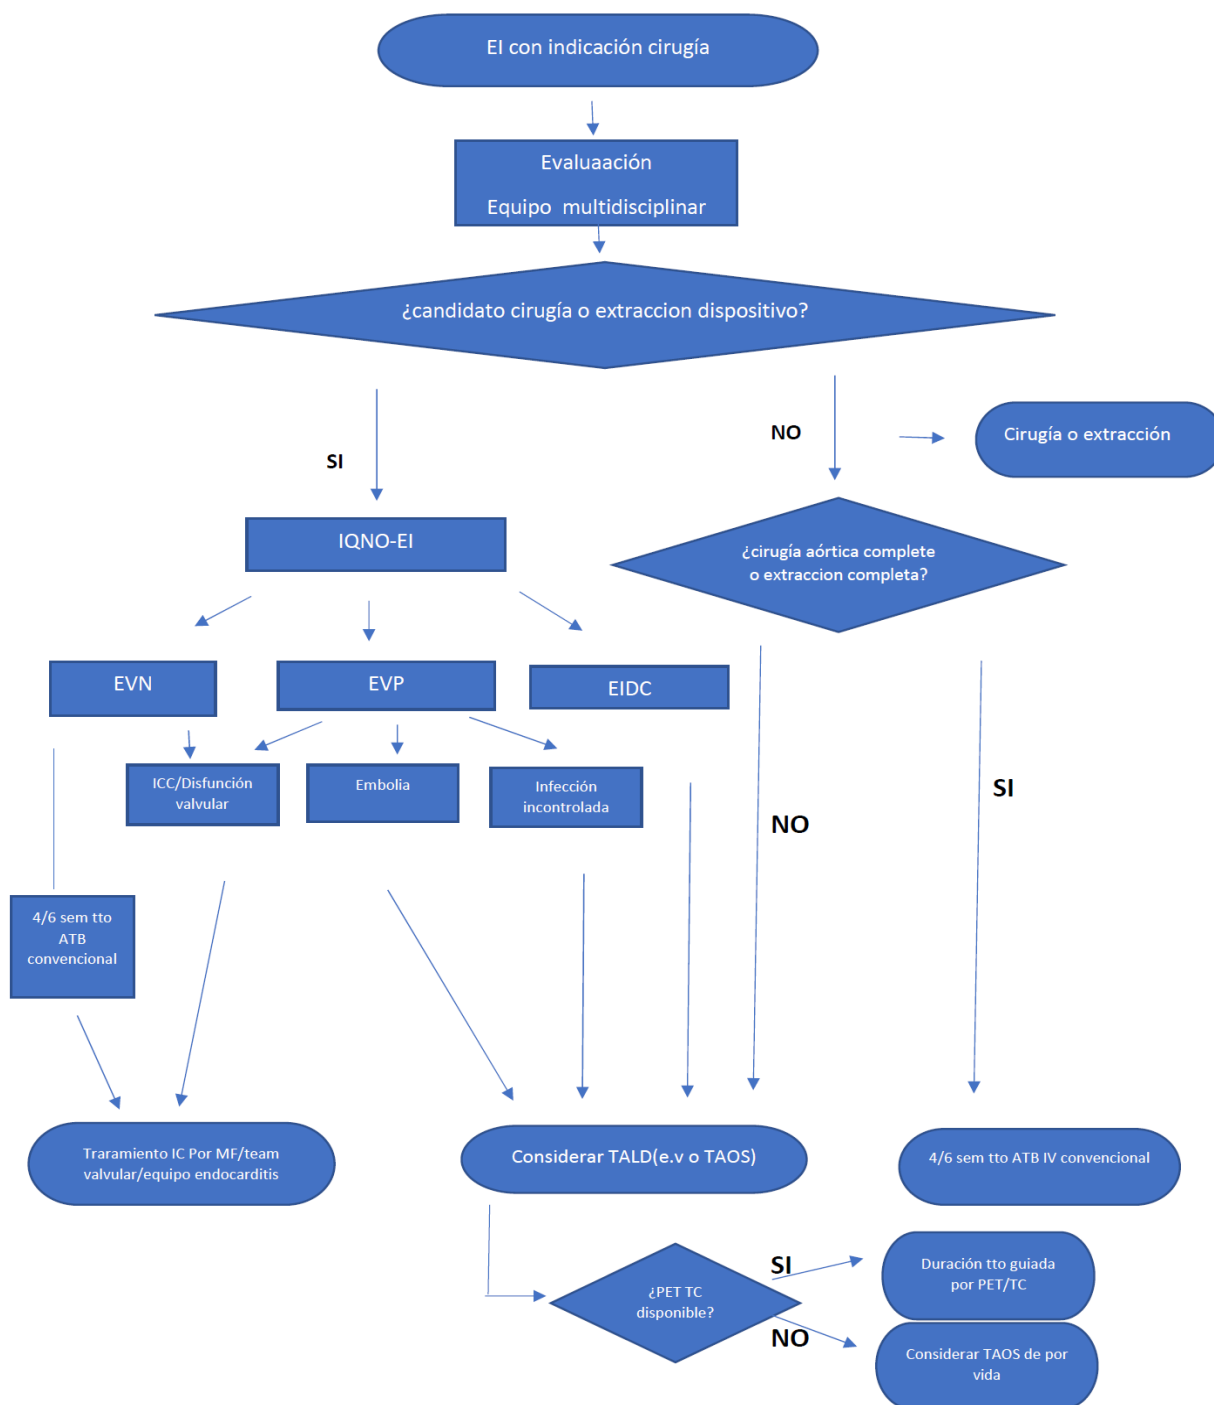 EI con indicación cirugía
Evaluaación
Equipo multidisciplinar
¿candidato cirugía o extraccion dispositivo?
SI
NO
Cirugía o extracción
IQNO-EI
¿cirugía aórtica complete
o extraccion completa?
EVN
EVP
EIDC
ICC/Disfunción
valvular
Embolia
Infección
incontrolada
NO
SI
4/6 sem tto
ATB
convencional
Traramiento IC Por MF/team
valvular/equipo endocarditis
Considerar TALD(e.v o TAOS)
4/6 sem tto ATB IV convencional
¿PET TC
disponible?
SI
Duración tto guiada
por PET/TC
NO
Considerar TAOS de por
vida